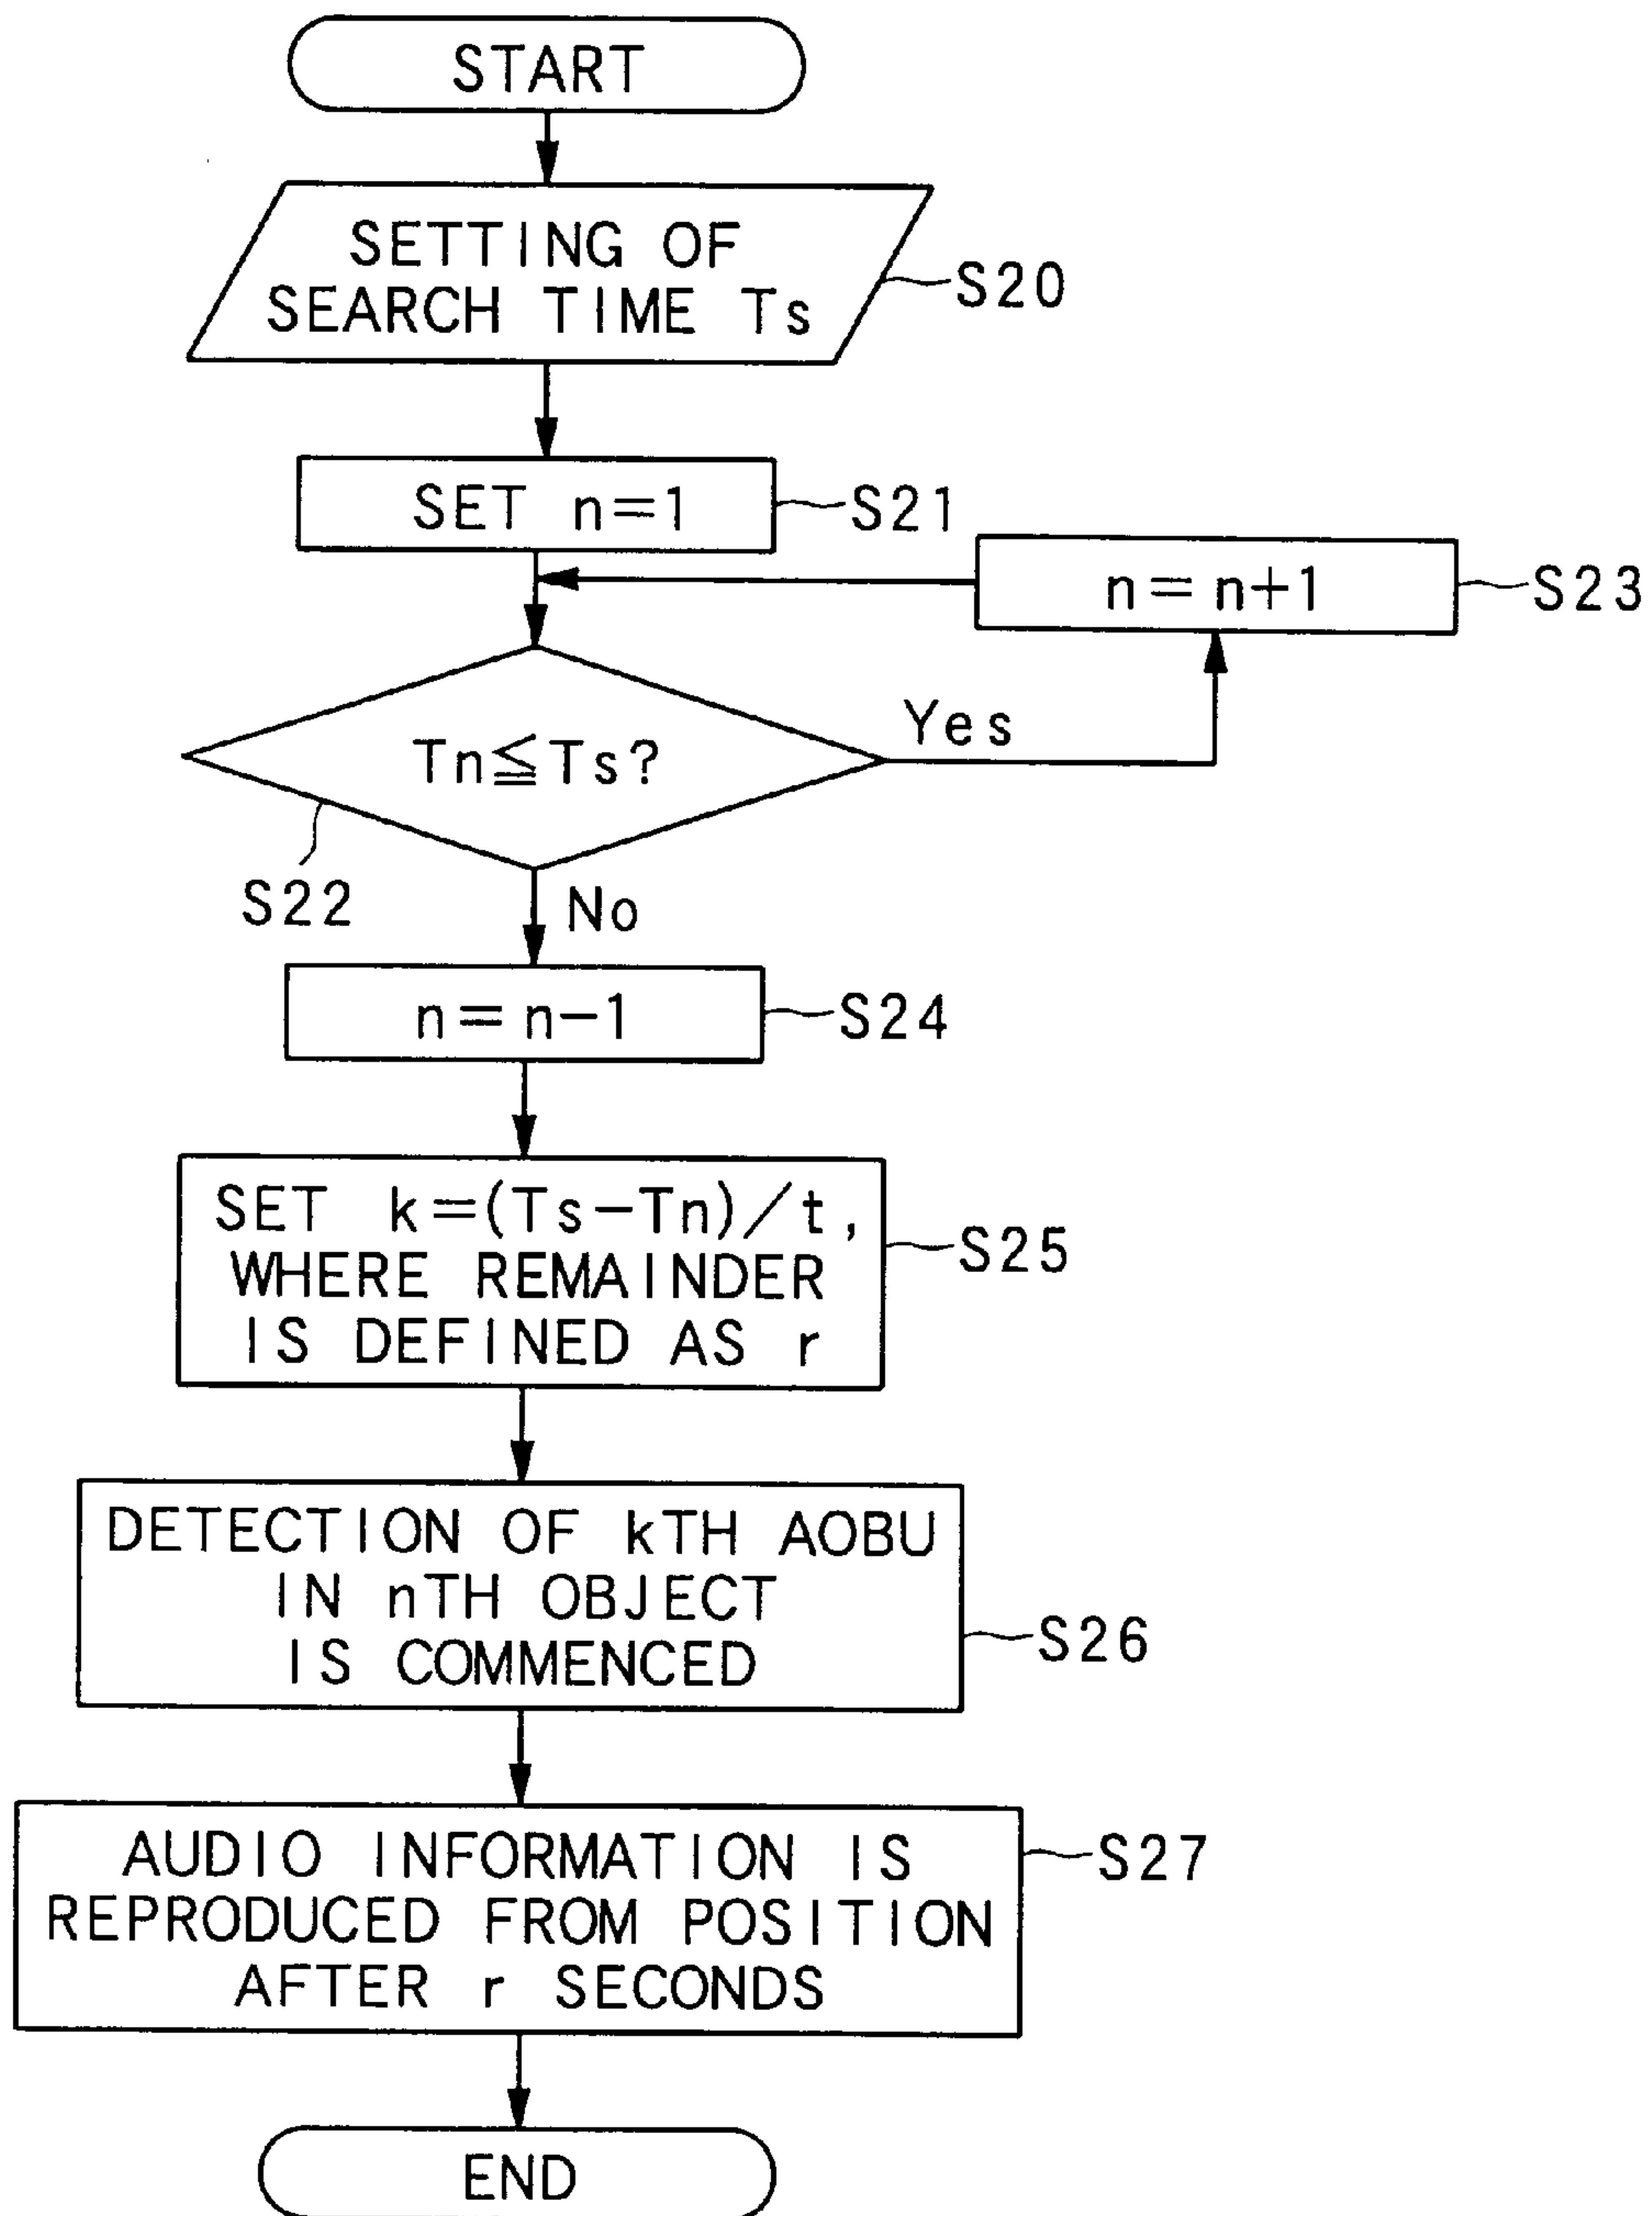 START
SETTING OF
SEARCH TIME Ts
S20
SET n=1
S21
n=n+1
S23
Tn≦Ts?
Yes
S22
No
n=n-1
S24
SET k=(Ts-Tn)/t,
WHERE REMAINDER
IS DEFINED AS r
S25
DETECTION OF kTH AOBU
IN nTH OBJECT
IS COMMENCED
S26
AUDIO INFORMATION IS
REPRODUCED FROM POSITION
AFTER r SECONDS
S27
END